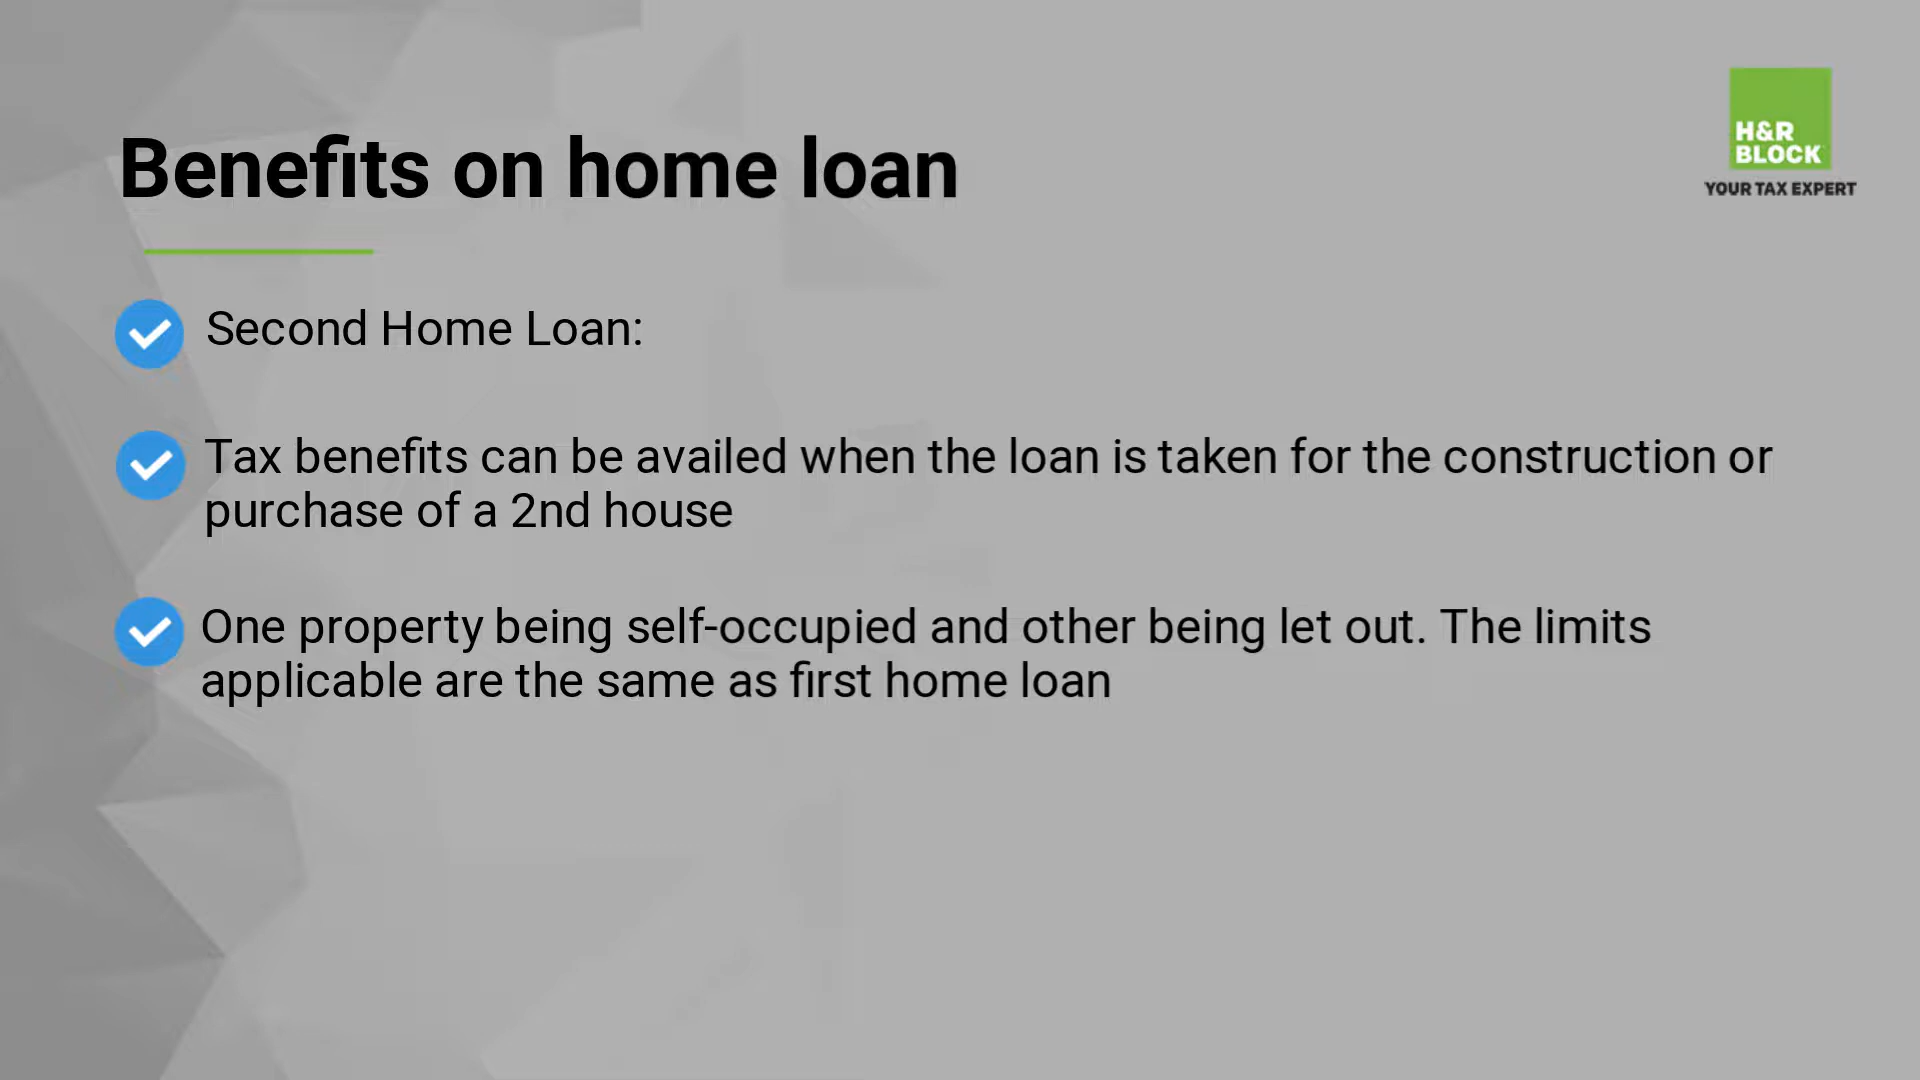 H&R
BLOCK
YOUR TAX EXPERT
Benefits on home loan
Second Home Loan:
Tax benefits can be availed when the loan is taken for the construction or
purchase of a 2nd house
One property being self-occupied and other being let out. The limits
applicable are the same as first home loan